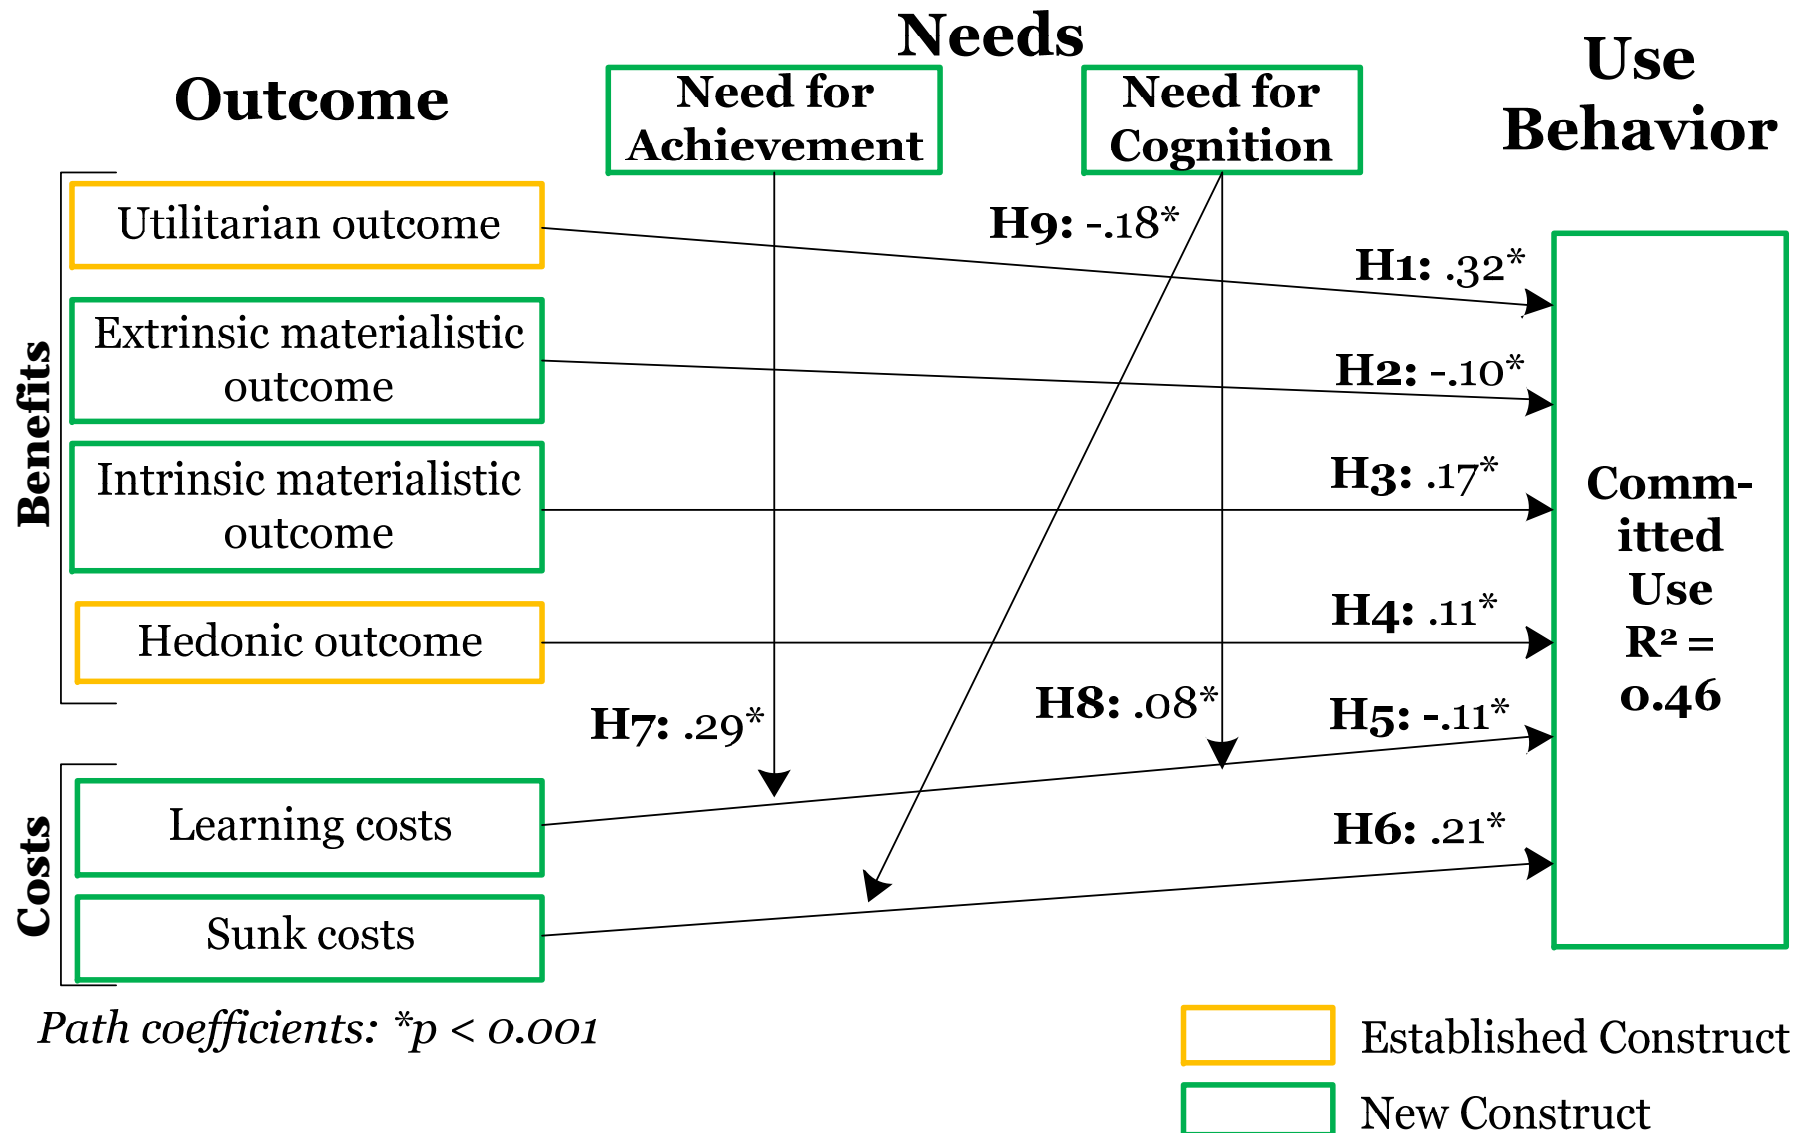 Needs
Outcome
Use
Behavior
Need for
Achievement
Need for
Cognition
Benefits
Utilitarian outcome
Extrinsic materialistic
outcome
Intrinsic materialistic
outcome
Hedonic outcome
Costs
Learning costs
Sunk costs
H9: -.18*
H1: .32*
H2: -.10*
H3: .17*
H4: .11*
H7: .29*
H8: .08*
H5: -.11*
H6: .21*
Comm-
itted
Use
R² =
0.46
Path coefficients: *p < 0.001
Established Construct
New Construct